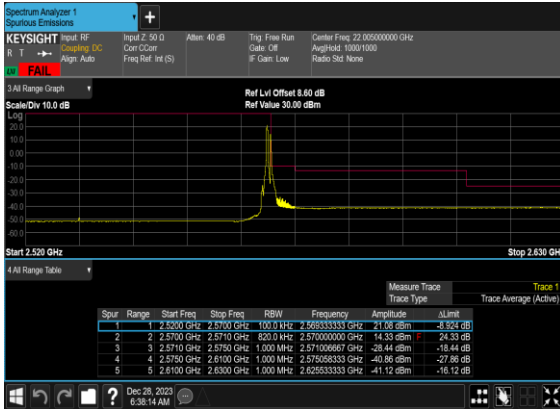 Spectrum Analyzer 1
Spurious Emissions
+
KEYSIGHT Input: RF Input Z: 50 Ω Atten: 40 dB Trig: Free Run Center Freq: 22.005000000 GHz
R T Coupling: DC Corr CCorr Gate: Off Avg|Hold: 1000/1000
Align: Auto Freq Ref: Int (S) IF Gain: Low Radio Std: None
FAIL
3 All Range Graph
Scale/Div 10.0 dB
Ref Lvl Offset 8.60 dB
Ref Value 30.00 dBm
Log
20.0
10.0
0.00
-10.0
-20.0
-30.0
-40.0
-50.0
-60.0
Start 2.520 GHz Stop 2.630 GH
4 All Range Table
Measure Trace Trace 1
Trace Type Trace Average (Active)
Spur Range Start Freq Stop Freq RBW Frequency Amplitude ΔLimit
1 1 2.5200 GHz 2.5700 GHz 100.0 kHz 2.569333333 GHz 21.08 dBm -8.924 dB
2 2 2.5700 GHz 2.5710 GHz 820.0 kHz 2.570000000 GHz 14.33 dBm F 24.33 dB
3 3 2.5710 GHz 2.5750 GHz 1.000 MHz 2.571006667 GHz -28.44 dBm -18.44 dB
4 4 2.5750 GHz 2.6100 GHz 1.000 MHz 2.575058333 GHz -40.86 dBm -27.86 dB
5 5 2.6100 GHz 2.6300 GHz 1.000 MHz 2.625533333 GHz -41.12 dBm -16.12 dB
? Dec 28, 2023
6:38:14 AM